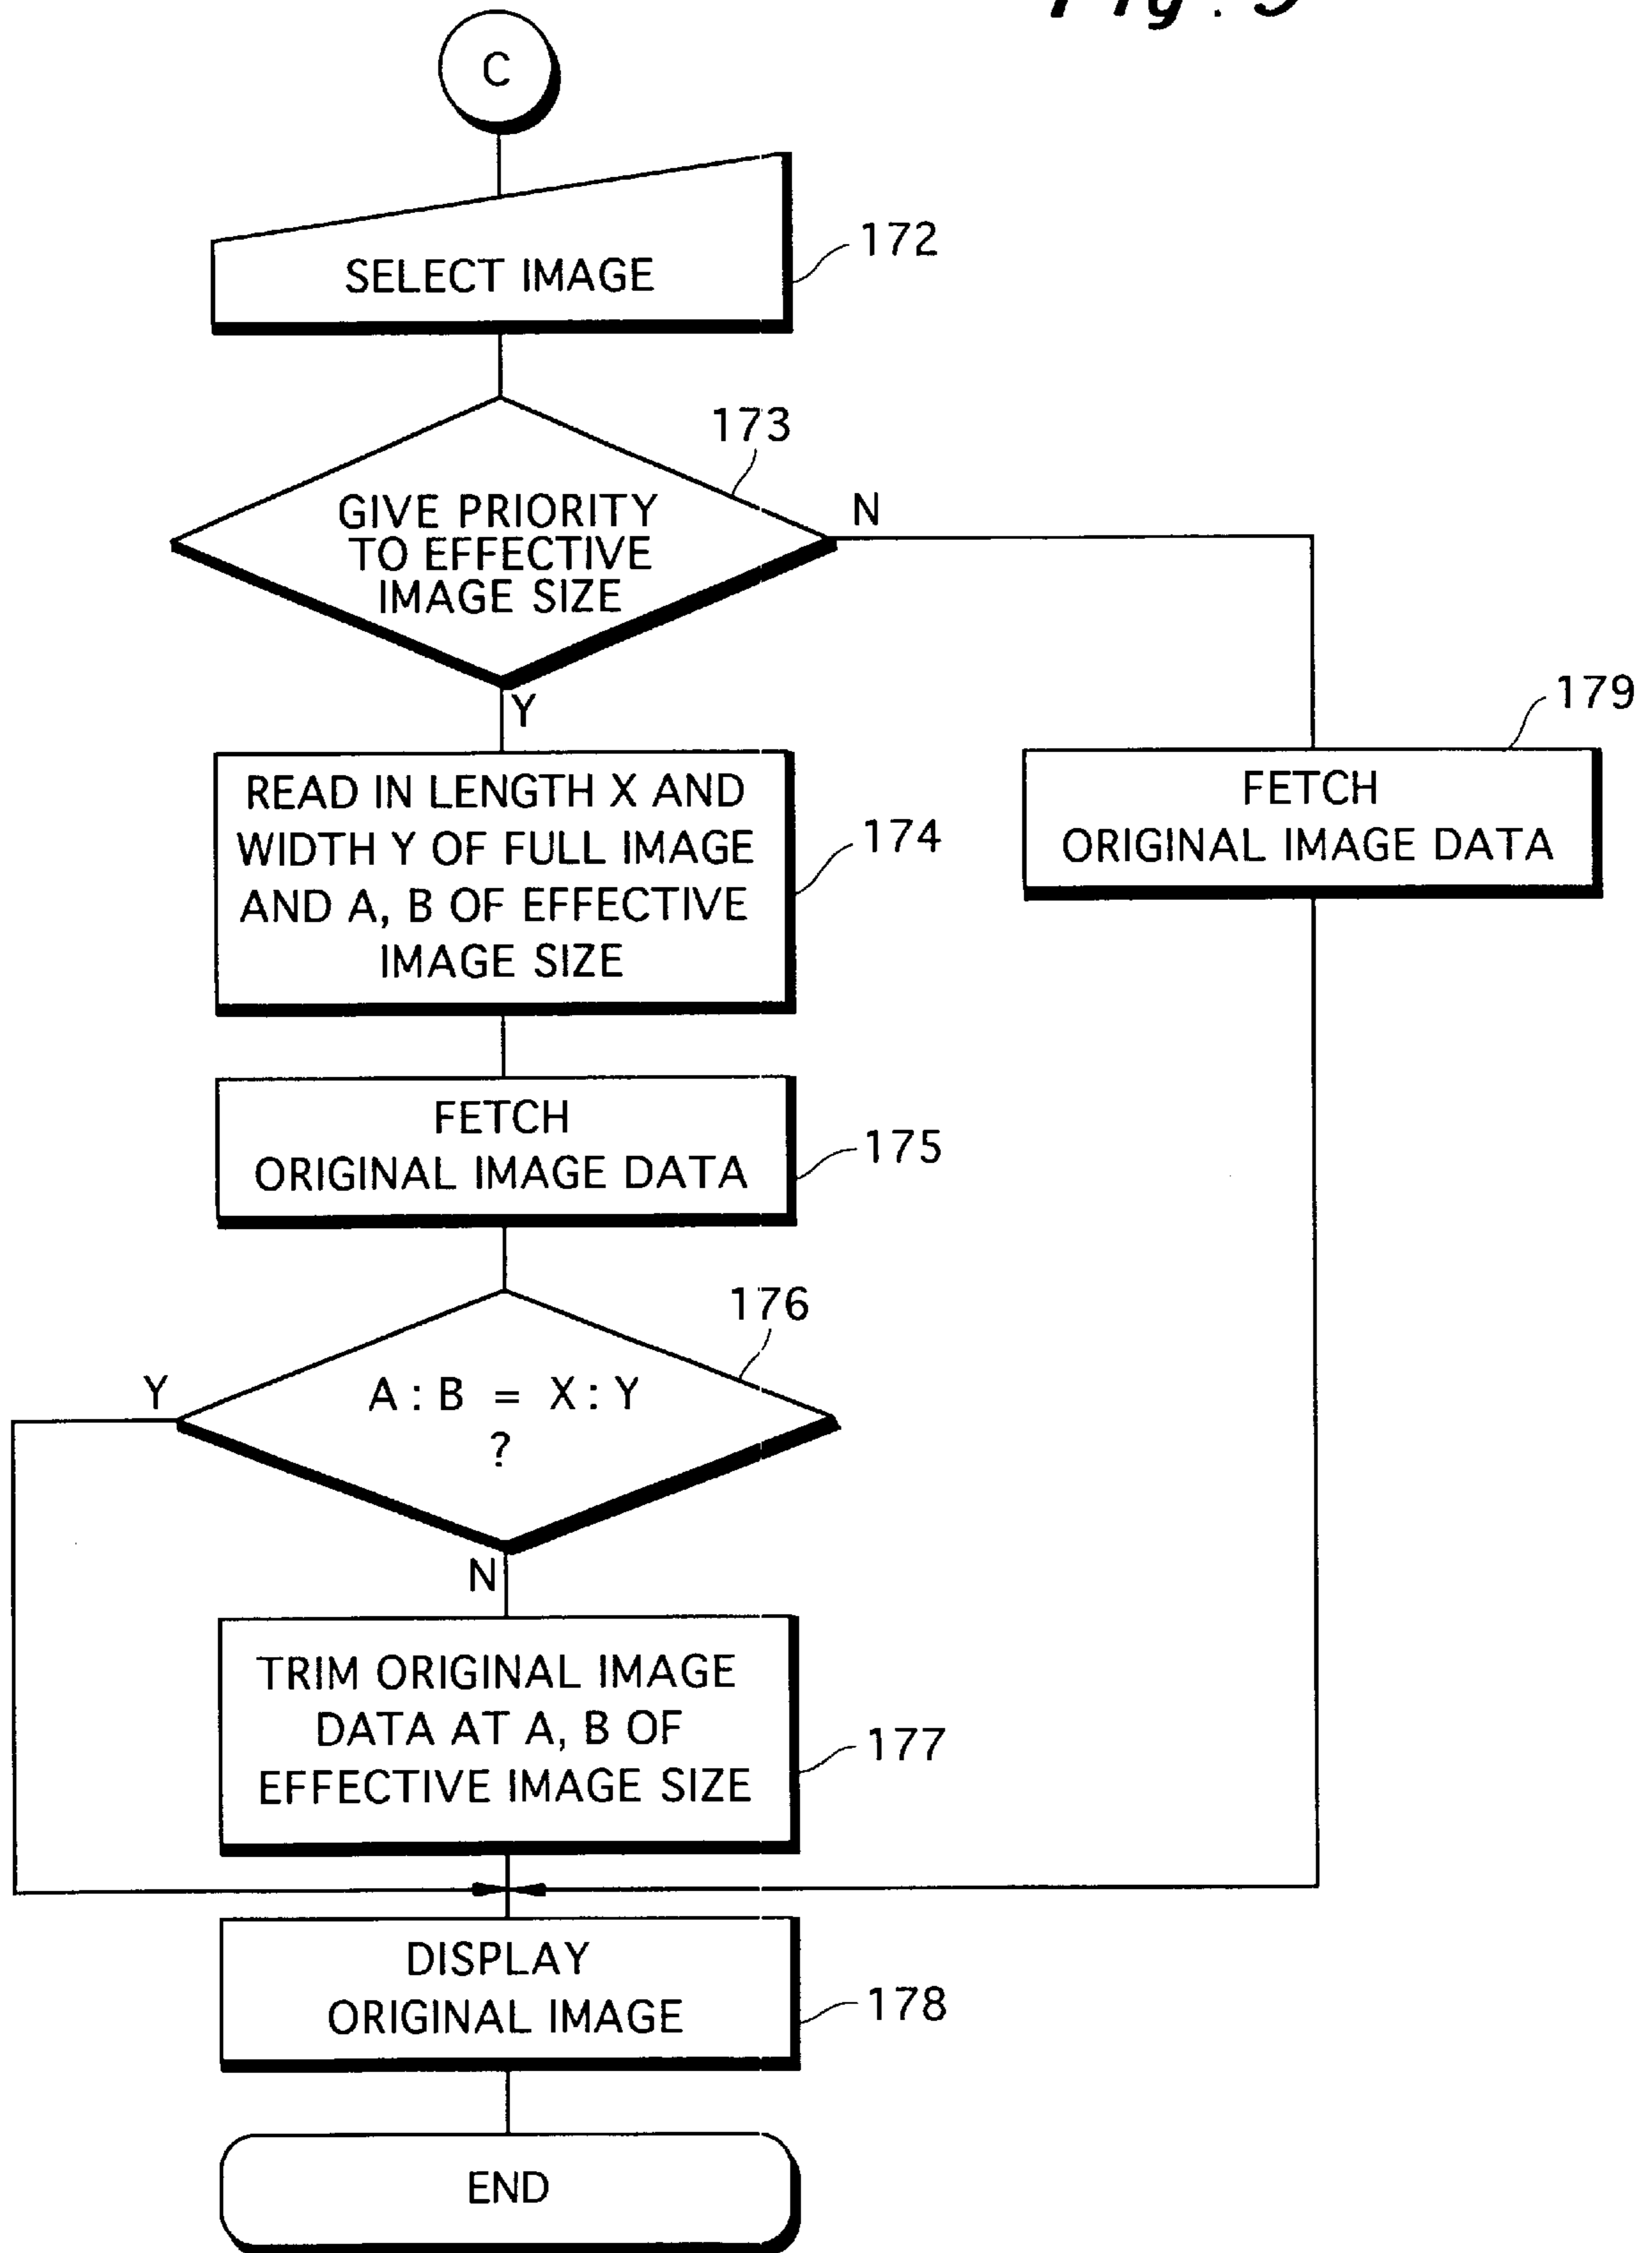 C
SELECT IMAGE
172
173
GIVE PRIORITY
TO EFFECTIVE
IMAGE SIZE
N
Y
READ IN LENGTH X AND
WIDTH Y OF FULL IMAGE
AND A, B OF EFFECTIVE
IMAGE SIZE
174
179
FETCH
ORIGINAL IMAGE DATA
FETCH
ORIGINAL IMAGE DATA
175
176
A : B = X : Y
?
Y
N
TRIM ORIGINAL IMAGE
DATA AT A, B OF
EFFECTIVE IMAGE SIZE
177
DISPLAY
ORIGINAL IMAGE
178
END